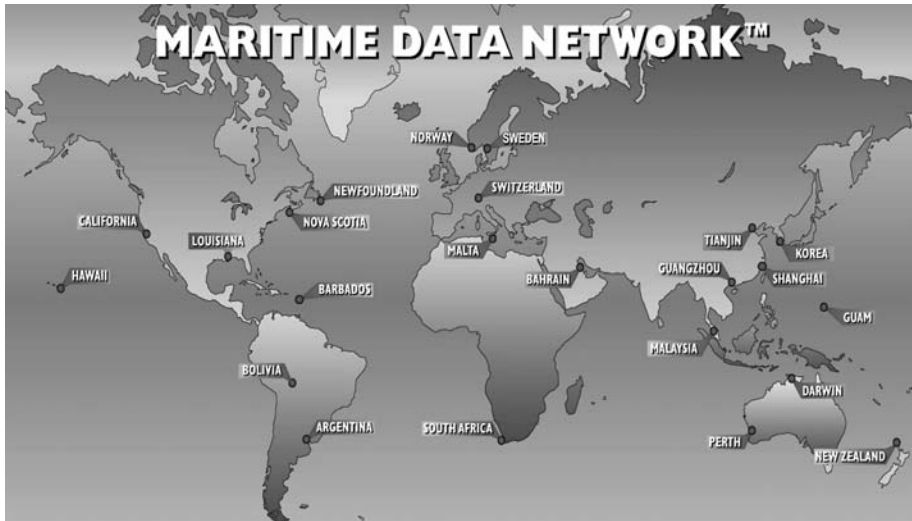 MARITIME DATA NETWORK™
NORWAY
SWEDEN
SWITZERLAND
NEWFOUNDLAND
NOVA SCOTIA
CALIFORNIA
LOUISIANA
MALTA
TIANJIN
KOREA
HAWAII
BARBADOS
BAHRAIN
GUANGZHOU
SHANGHAI
GUAM
MALAYSIA
BOLIVIA
DARWIN
ARGENTINA
SOUTH AFRICA
PERTH
NEW ZEALAND